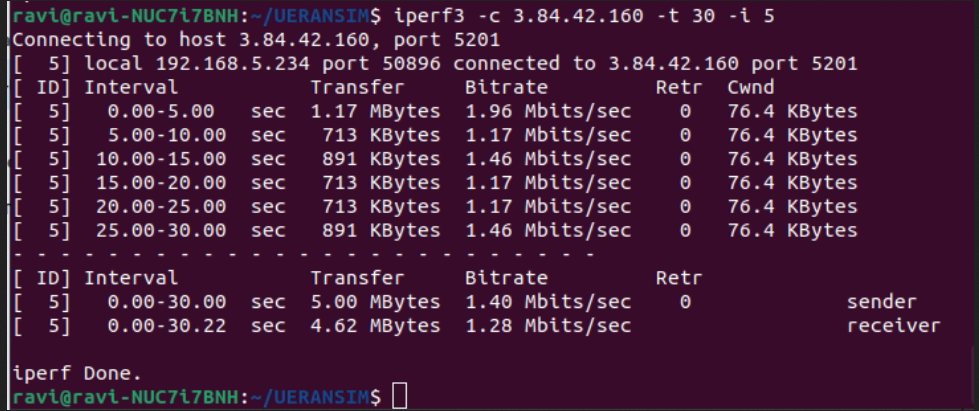 ravi@ravi-NUC7i7BNH:~/UERANSIM$ iperf3 -c 3.84.42.160 -t 30 -i 5
Connecting to host 3.84.42.160, port 5201
[  5] local 192.168.5.234 port 50896 connected to 3.84.42.160 port 5201
[ ID] Interval           Transfer     Bitrate         Retr  Cwnd
[  5]   0.00-5.00   sec  1.17 MBytes  1.96 Mbits/sec    0   76.4 KBytes
[  5]   5.00-10.00  sec   713 KBytes  1.17 Mbits/sec    0   76.4 KBytes
[  5]  10.00-15.00  sec   891 KBytes  1.46 Mbits/sec    0   76.4 KBytes
[  5]  15.00-20.00  sec   713 KBytes  1.17 Mbits/sec    0   76.4 KBytes
[  5]  20.00-25.00  sec   713 KBytes  1.17 Mbits/sec    0   76.4 KBytes
[  5]  25.00-30.00  sec   891 KBytes  1.46 Mbits/sec    0   76.4 KBytes
- - - - - - - - - - - - - - - - - - - - - - - - -
[ ID] Interval           Transfer     Bitrate         Retr
[  5]   0.00-30.00  sec  5.00 MBytes  1.40 Mbits/sec    0             sender
[  5]   0.00-30.22  sec  4.62 MBytes  1.28 Mbits/sec                  receiver
iperf Done.
ravi@ravi-NUC7i7BNH:~/UERANSIM$